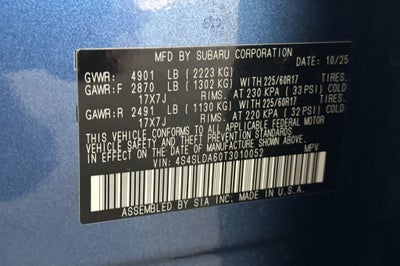 MFD BY SUBARU CORPORATION DATE: 10/25
GVWR: 4901 LB (2223 KG)
GAWR:F 2870 LB (1302 KG) WITH 225/60R17 TIRES.
17X7J RIMS. AT 230 KPA (33 PSI) COLD
GAWR:R 2491 LB (1130 KG) WITH 225/60R17 TIRES.
17X7J RIMS. AT 220 KPA (32 PSI) COLD
THIS VEHICLE CONFORMS TO ALL APPLICABLE FEDERAL MOTOR
VEHICLE SAFETY AND THEFT PREVENTION STANDARDS IN EFFECT ON
THE DATE OF MANUFACTURE SHOWN ABOVE.
VIN: 4S4SLDA60T3010052 MPV
ASSEMBLED BY SIA INC. MADE IN U.S.A.